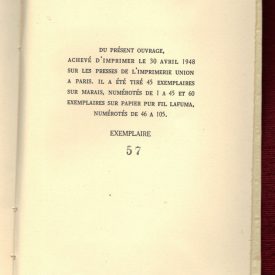 DU PRÉSENT OUVRAGE,
ACHEVÉ D'IMPRIMER LE 30 AVRIL 1948
SUR LES PRESSES DE L'IMPRIMERIE UNION
A PARIS. IL A ÉTÉ TIRÉ 45 EXEMPLAIRES
SUR MARAIS, NUMÉROTÉS DE 1 A 45 ET 60
EXEMPLAIRES SUR PAPIER PUR FIL LAFUMA,
NUMÉROTÉS DE 46 A 105.
EXEMPLAIRE
57